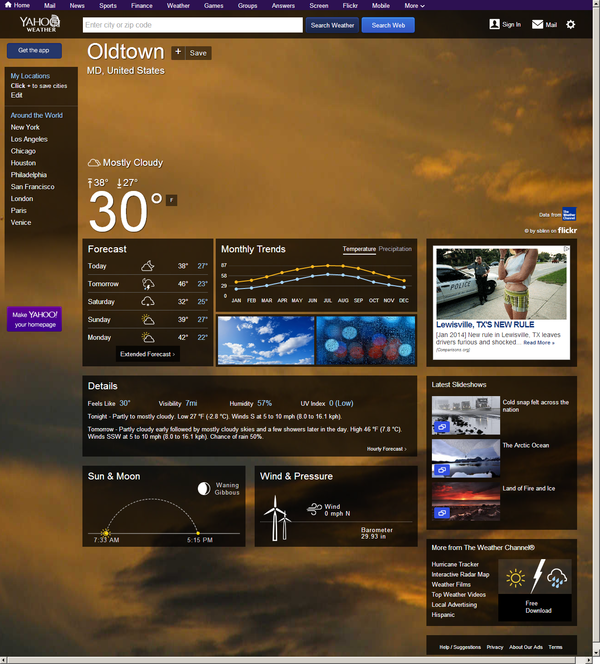 Home Mail News Sports Finance Weather Games Groups Answers Screen Flickr Mobile More
YAHOO!
WEATHER
Enter city or zip code
Search Weather
Search Web
Sign In
Mail
Get the app
Oldtown
+ Save
MD, United States
My Locations
Click + to save cities
Edit
Around the World
New York
Los Angeles
Chicago
Houston
Philadelphia
San Francisco
London
Paris
Venice
Make YAHOO!
your homepage
Mostly Cloudy
38° 27°
30° F
Data from The Weather Channel
© by sbbn on flickr
Forecast
Today 38° 27°
Tomorrow 46° 23°
Saturday 32° 25°
Sunday 39° 27°
Monday 42° 22°
Extended Forecast ›
Monthly Trends
Temperature Precipitation
87
58
29
0
JAN FEB MAR APR MAY JUN JUL AUG SEP OCT NOV DEC
POLICE
Lewisville, TX'S NEW RULE
[Jan 2014] New rule in Lewisville, TX leaves
drivers furious and shocked... Read More »
(Comparisons.org)
Details
Feels Like 30° Visibility 7mi Humidity 57% UV Index 0 (Low)
Tonight - Partly to mostly cloudy. Low 27 °F (-2.8 °C). Winds S at 5 to 10 mph (8.0 to 16.1 kph).
Tomorrow - Partly cloudy early followed by mostly cloudy skies and a few showers later in the day. High 46 °F (7.8 °C).
Winds SSW at 5 to 10 mph (8.0 to 16.1 kph). Chance of rain 50%.
Hourly Forecast ›
Latest Slideshows
Cold snap felt across the
nation
The Arctic Ocean
Land of Fire and Ice
Sun & Moon
Waning
Gibbous
7:33 AM 5:15 PM
Wind & Pressure
Wind
0 mph N
Barometer
29.93 in
More from The Weather Channel®
Hurricane Tracker
Interactive Radar Map
Weather Films
Top Weather Videos
Local Advertising
Hispanic
Free
Download
Help / Suggestions Privacy About Our Ads Terms